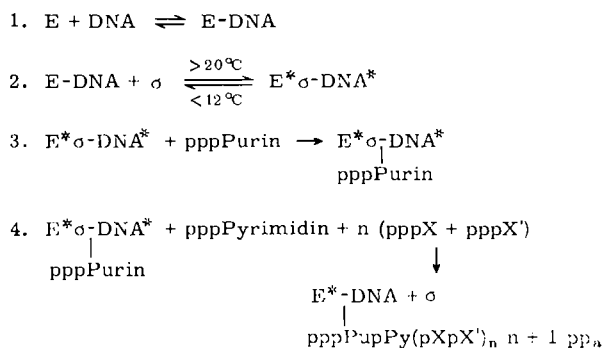 1. E + DNA ⇌ E-DNA
>20°C
2. E-DNA + σ ⇌ E*σ-DNA*
<12°C
3. E*σ-DNA* + pppPurin → E*σ-DNA*
pppPurin
4. E*σ-DNA* + pppPyrimidin + n (pppX + pppX')
pppPurin
E*-DNA + σ
pppPupPy(pXpX')n n + 1 ppa